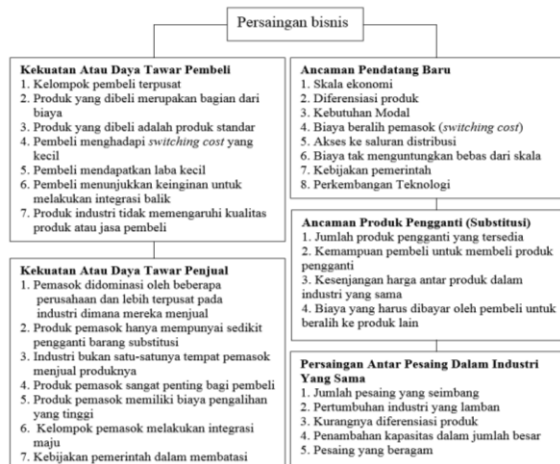 Persaingan bisnis
Kekuatan Atau Daya Tawar Pembeli
1. Kelompok pembeli terpusat
2. Produk yang dibeli merupakan bagian dari
biaya
3. Produk yang dibeli adalah produk standar
4. Pembeli menghadapi switching cost yang
kecil
5. Pembeli mendapatkan laba kecil
6. Pembeli menunjukkan keinginan untuk
melakukan integrasi balik
7. Produk industri tidak memengaruhi kualitas
produk atau jasa pembeli
Kekuatan Atau Daya Tawar Penjual
1. Pemasok didominasi oleh beberapa
perusahaan dan lebih terpusat pada
industri dimana mereka menjual
2. Produk pemasok hanya mempunyai sedikit
pengganti barang substitusi
3. Industri bukan satu-satunya tempat pemasok
menjual produknya
4. Produk pemasok sangat penting bagi pembeli
5. Produk pemasok memiliki biaya pengalihan
yang tinggi
6. Kelompok pemasok melakukan integrasi
maju
7. Kebijakan pemerintah dalam membatasi
Ancaman Pendatang Baru
1. Skala ekonomi
2. Diferensiasi produk
3. Kebutuhan Modal
4. Biaya beralih pemasok (switching cost)
5. Akses ke saluran distribusi
6. Biaya tak menguntungkan bebas dari skala
7. Kebijakan pemerintah
8. Perkembangan Teknologi
Ancaman Produk Pengganti (Substitusi)
1. Jumlah produk pengganti yang tersedia
2. Kemampuan pembeli untuk membeli produk
pengganti
3. Kesenjangan harga antar produk dalam
industri yang sama
4. Biaya yang harus dibayar oleh pembeli untuk
beralih ke produk lain
Persaingan Antar Pesaing Dalam Industri
Yang Sama
1. Jumlah pesaing yang seimbang
2. Pertumbuhan industri yang lamban
3. Kurangnya diferensiasi produk
4. Penambahan kapasitas dalam jumlah besar
5. Pesaing yang beragam